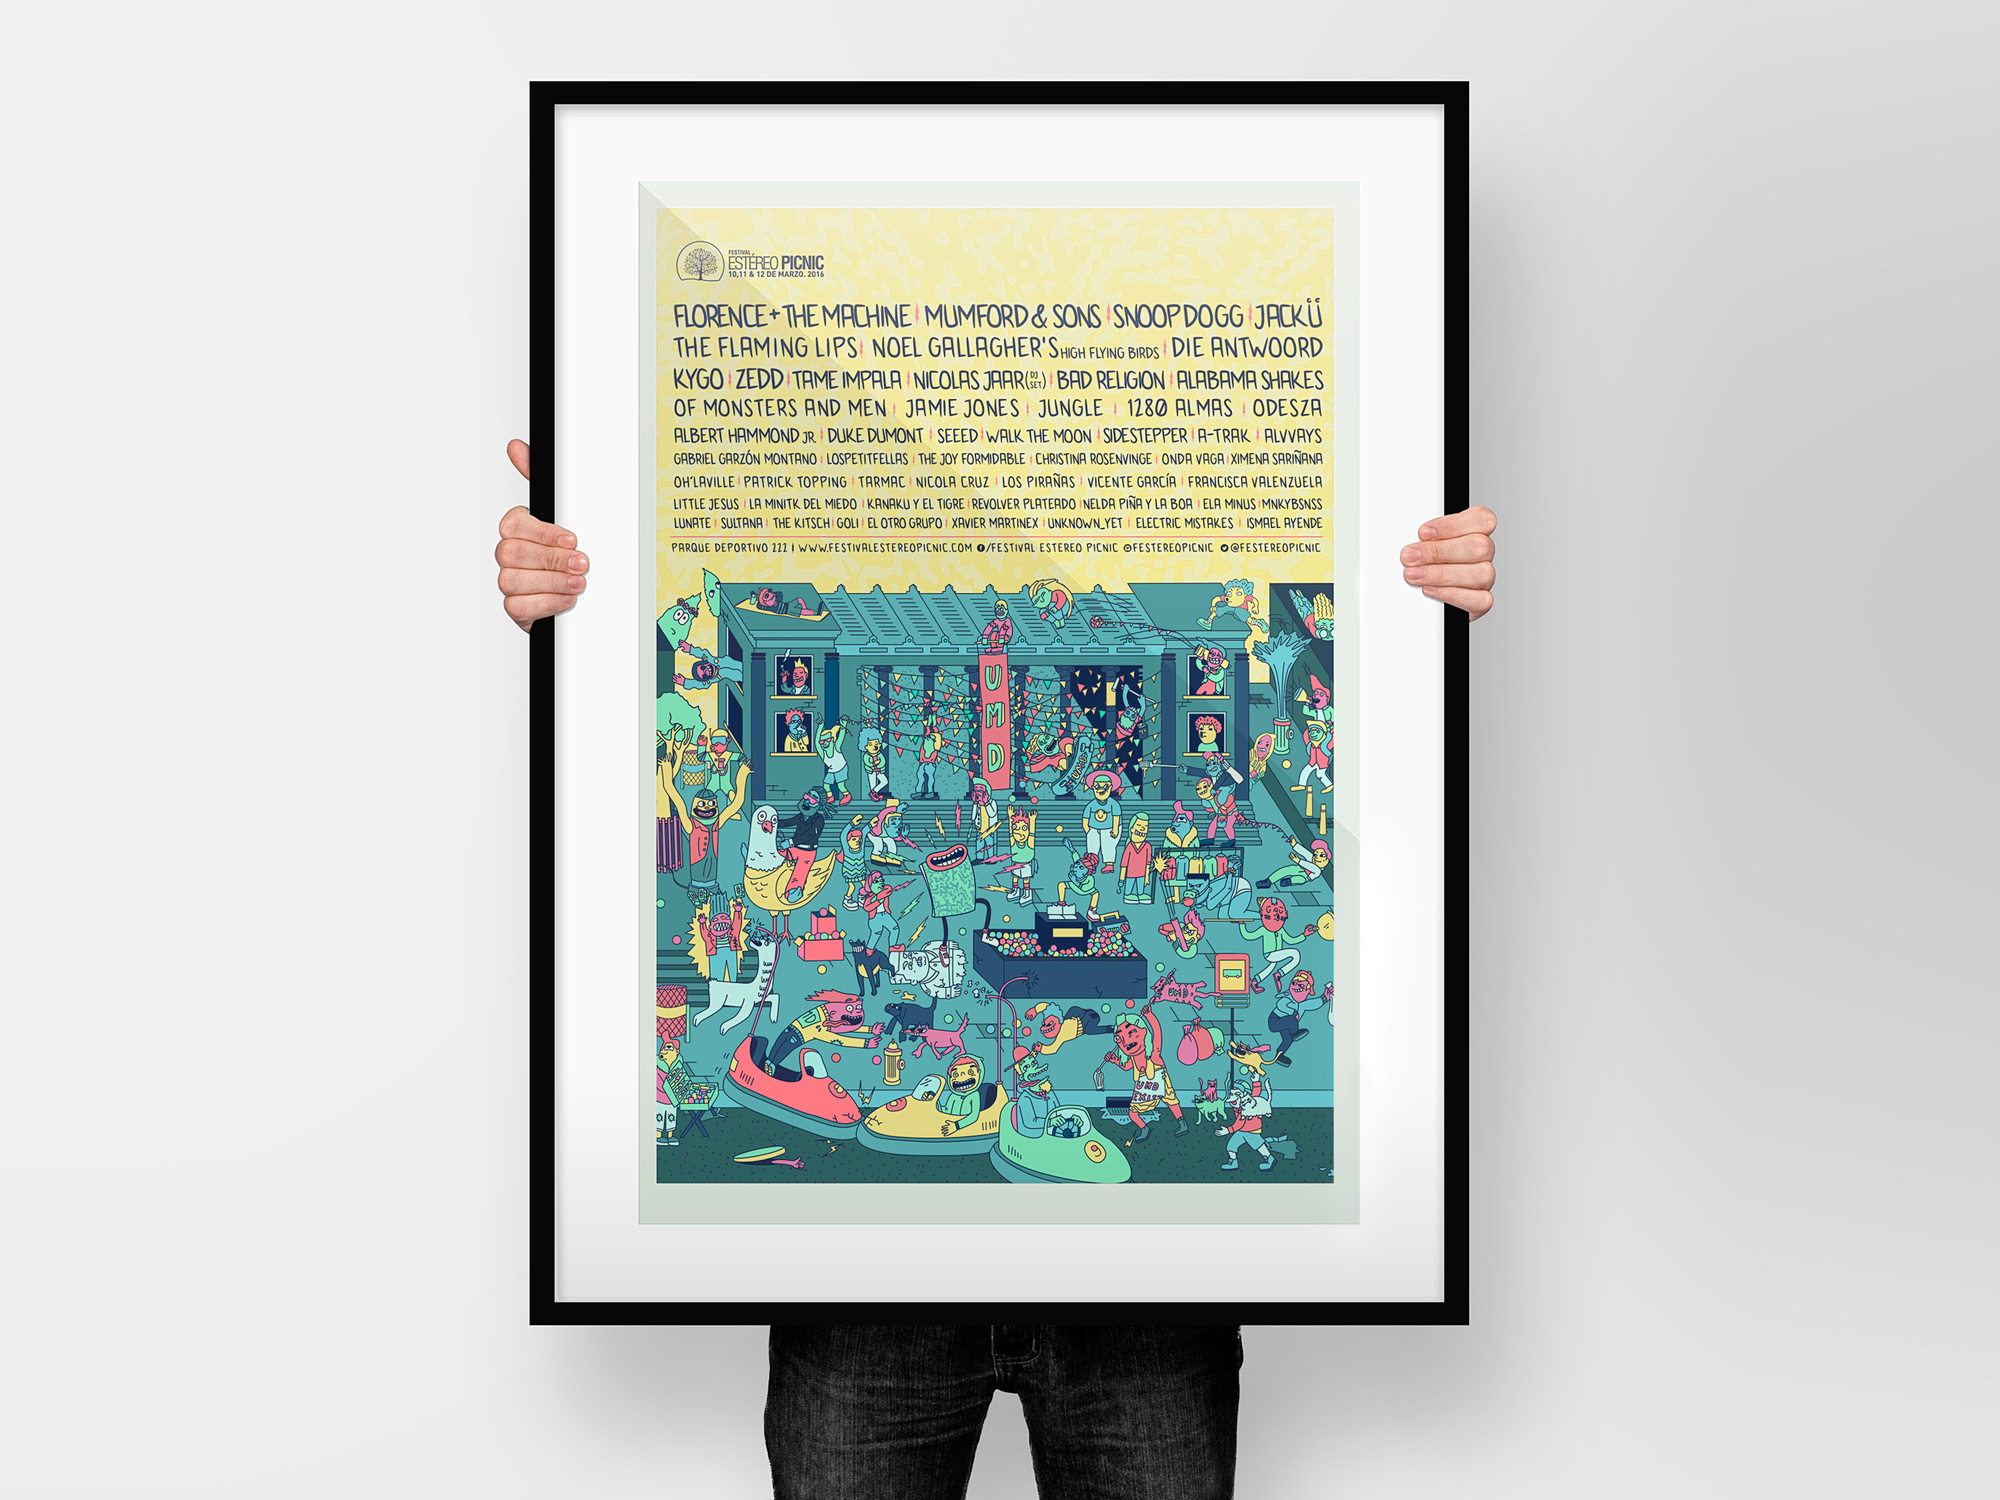 FESTIVAL
ESTÉREO PICNIC
10,11 & 12 DE MARZO. 2016
FLORENCE + THE MACHINE MUMFORD & SONS SNOOP DOGG JACK Ü
THE FLAMING LIPS NOEL GALLAGHER'S HIGH FLYING BIRDS DIE ANTWOORD
KYGO ZEDD TAME IMPALA NICOLAS JAAR (DJ SET) BAD RELIGION ALABAMA SHAKES
OF MONSTERS AND MEN JAMIE JONES JUNGLE 1280 ALMAS ODESZA
ALBERT HAMMOND JR. DUKE DUMONT SEEED WALK THE MOON SIDESTEPPER A-TRAK ALVVAYS
GABRIEL GARZÓN MONTANO LOSPETITFELLAS THE JOY FORMIDABLE CHRISTINA ROSENVINGE ONDA VAGA XIMENA SARIÑANA
OH'LAVILLE PATRICK TOPPING TARMAC NICOLA CRUZ LOS PIRAÑAS VICENTE GARCÍA FRANCISCA VALENZUELA
LITTLE JESUS LA MINITK DEL MIEDO KANAKU Y EL TIGRE REVOLVER PLATEADO NELDA PIÑA Y LA BOA ELA MINUS MNKYBSNSS
LUNATE SULTANA THE KITSCH GOLI EL OTRO GRUPO XAVIER MARTINEX UNKNOWN_YET ELECTRIC MISTAKES ISMAEL AYENDE
PARQUE DEPORTIVO 222 | WWW.FESTIVALESTEREOPICNIC.COM /FESTIVAL ESTEREO PICNIC @FESTEREOPICNIC @FESTEREOPICNIC
UMD
UMD
UMD
UMD
EXIST
9